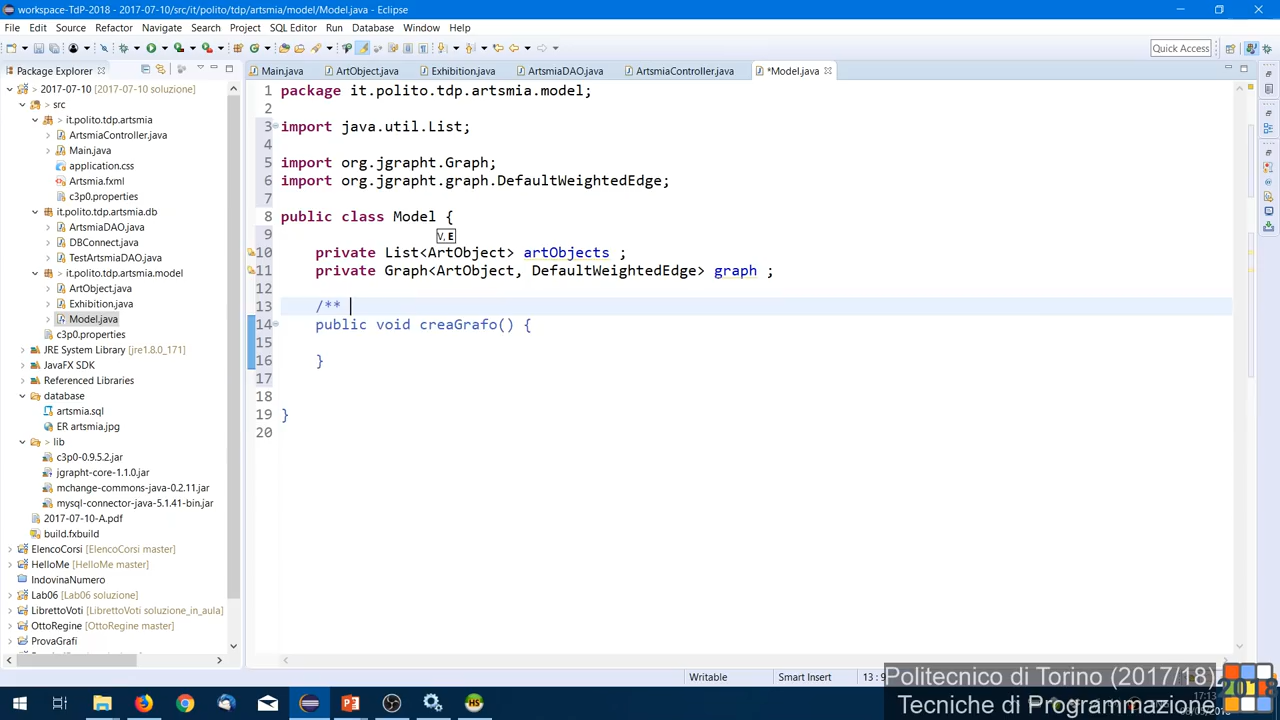 workspace-TdP-2018 - 2017-07-10/src/it/polito/tdp/artsmia/model/Model.java - Eclipse
File Edit Source Refactor Navigate Search Project SQL Editor Run Database Window Help
Quick Access
Package Explorer
Main.java
ArtObject.java
Exhibition.java
ArtsmiaDAO.java
ArtsmiaController.java
*Model.java
2017-07-10 [2017-07-10 soluzione]
> src
> it.polito.tdp.artsmia
ArtsmiaController.java
Main.java
application.css
Artsmia.fxml
c3p0.properties
it.polito.tdp.artsmia.db
ArtsmiaDAO.java
DBConnect.java
TestArtsmiaDAO.java
> it.polito.tdp.artsmia.model
ArtObject.java
Exhibition.java
Model.java
c3p0.properties
JRE System Library [jre1.8.0_171]
JavaFX SDK
Referenced Libraries
database
artsmia.sql
ER artsmia.jpg
> lib
c3p0-0.9.5.2.jar
jgrapht-core-1.1.0.jar
mchange-commons-java-0.2.11.jar
mysql-connector-java-5.1.41-bin.jar
2017-07-10-A.pdf
build.fxbuild
ElencoCorsi [ElencoCorsi master]
HelloMe [HelloMe master]
IndovinaNumero
Lab06 [Lab06 soluzione]
LibrettoVoti [LibrettoVoti soluzione_in_aula]
OttoRegine [OttoRegine master]
ProvaGrafi
1 package it.polito.tdp.artsmia.model;
2
3 import java.util.List;
4
5 import org.jgrapht.Graph;
6 import org.jgrapht.graph.DefaultWeightedEdge;
7
8 public class Model {
9
V, E
10 private List<ArtObject> artObjects ;
11 private Graph<ArtObject, DefaultWeightedEdge> graph ;
12
13 /**
14 public void creaGrafo() {
15
16 }
17
18
19 }
20
Writable
Smart Insert
13 : 9
Politecnico di Torino (2017/18)
Tecniche di Programmazione
2018
17:13